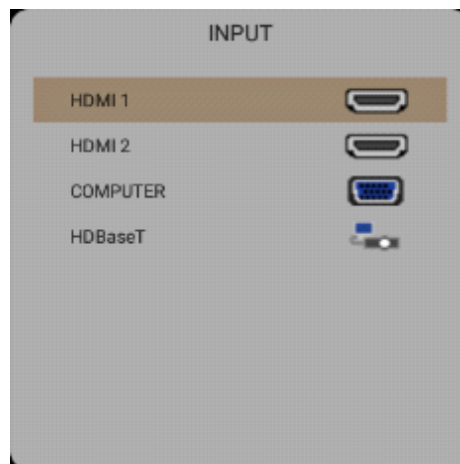 INPUT
HDMI 1
HDMI 2
COMPUTER
HDBaseT